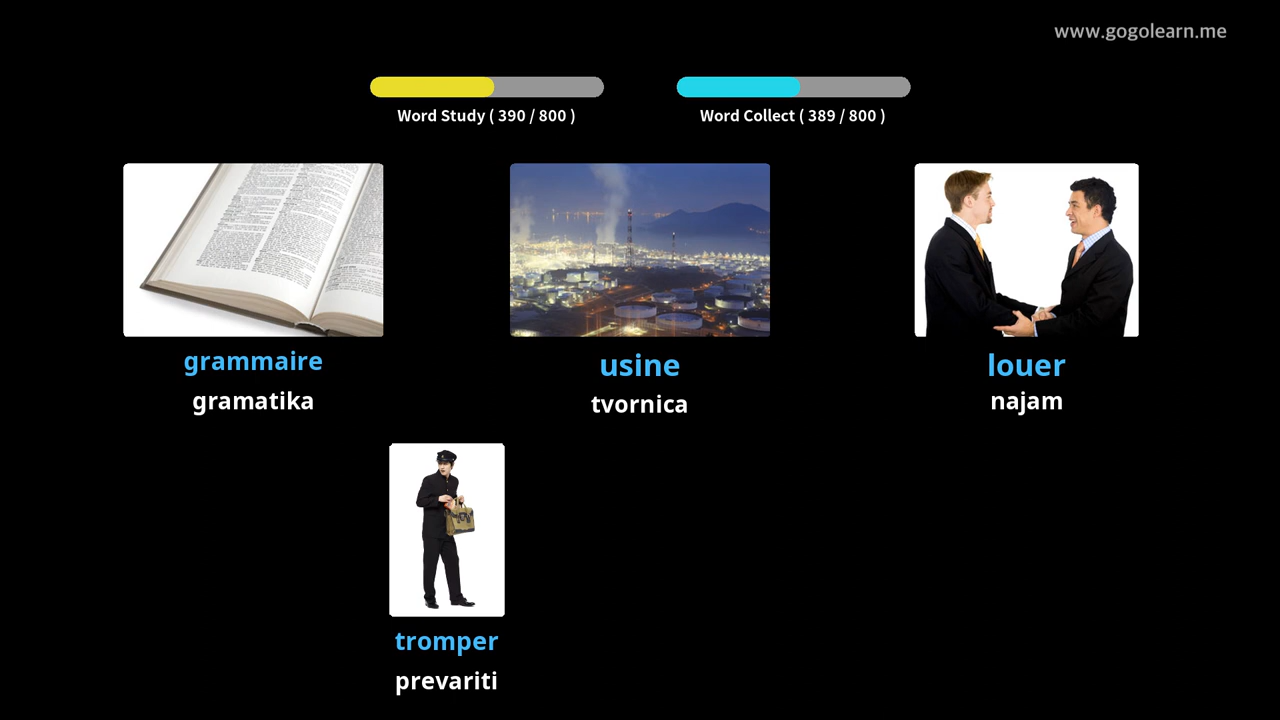 www.gogolearn.me
Word Study ( 390 / 800 )
Word Collect ( 389 / 800 )
grammaire
gramatika
usine
tvornica
louer
najam
tromper
prevariti